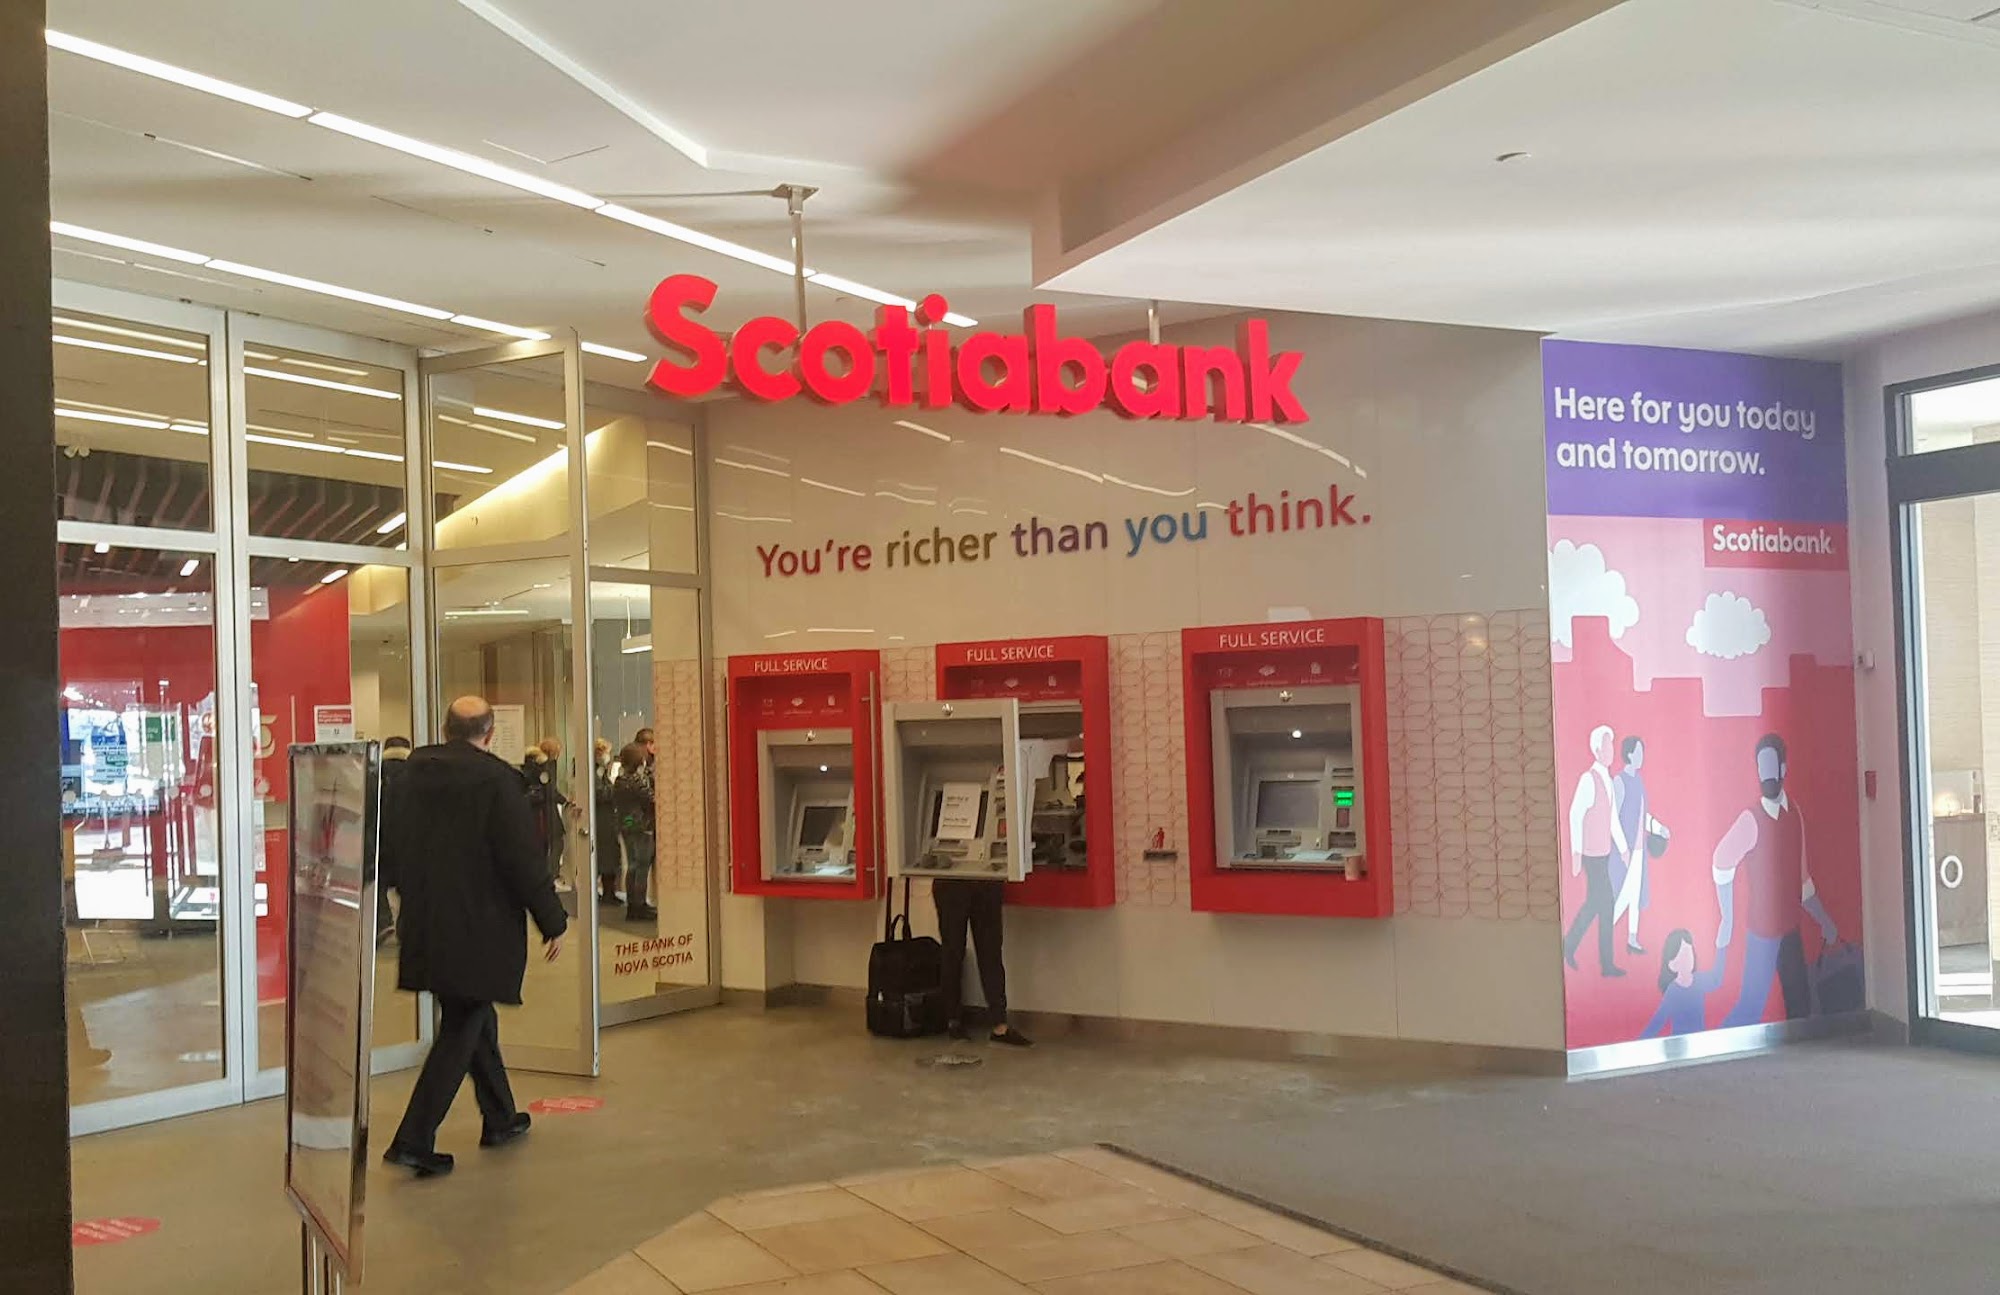 Scotiabank
You're richer than you think.
Here for you today
and tomorrow.
Scotiabank
FULL SERVICE
FULL SERVICE
FULL SERVICE
THE BANK OF
NOVA SCOTIA